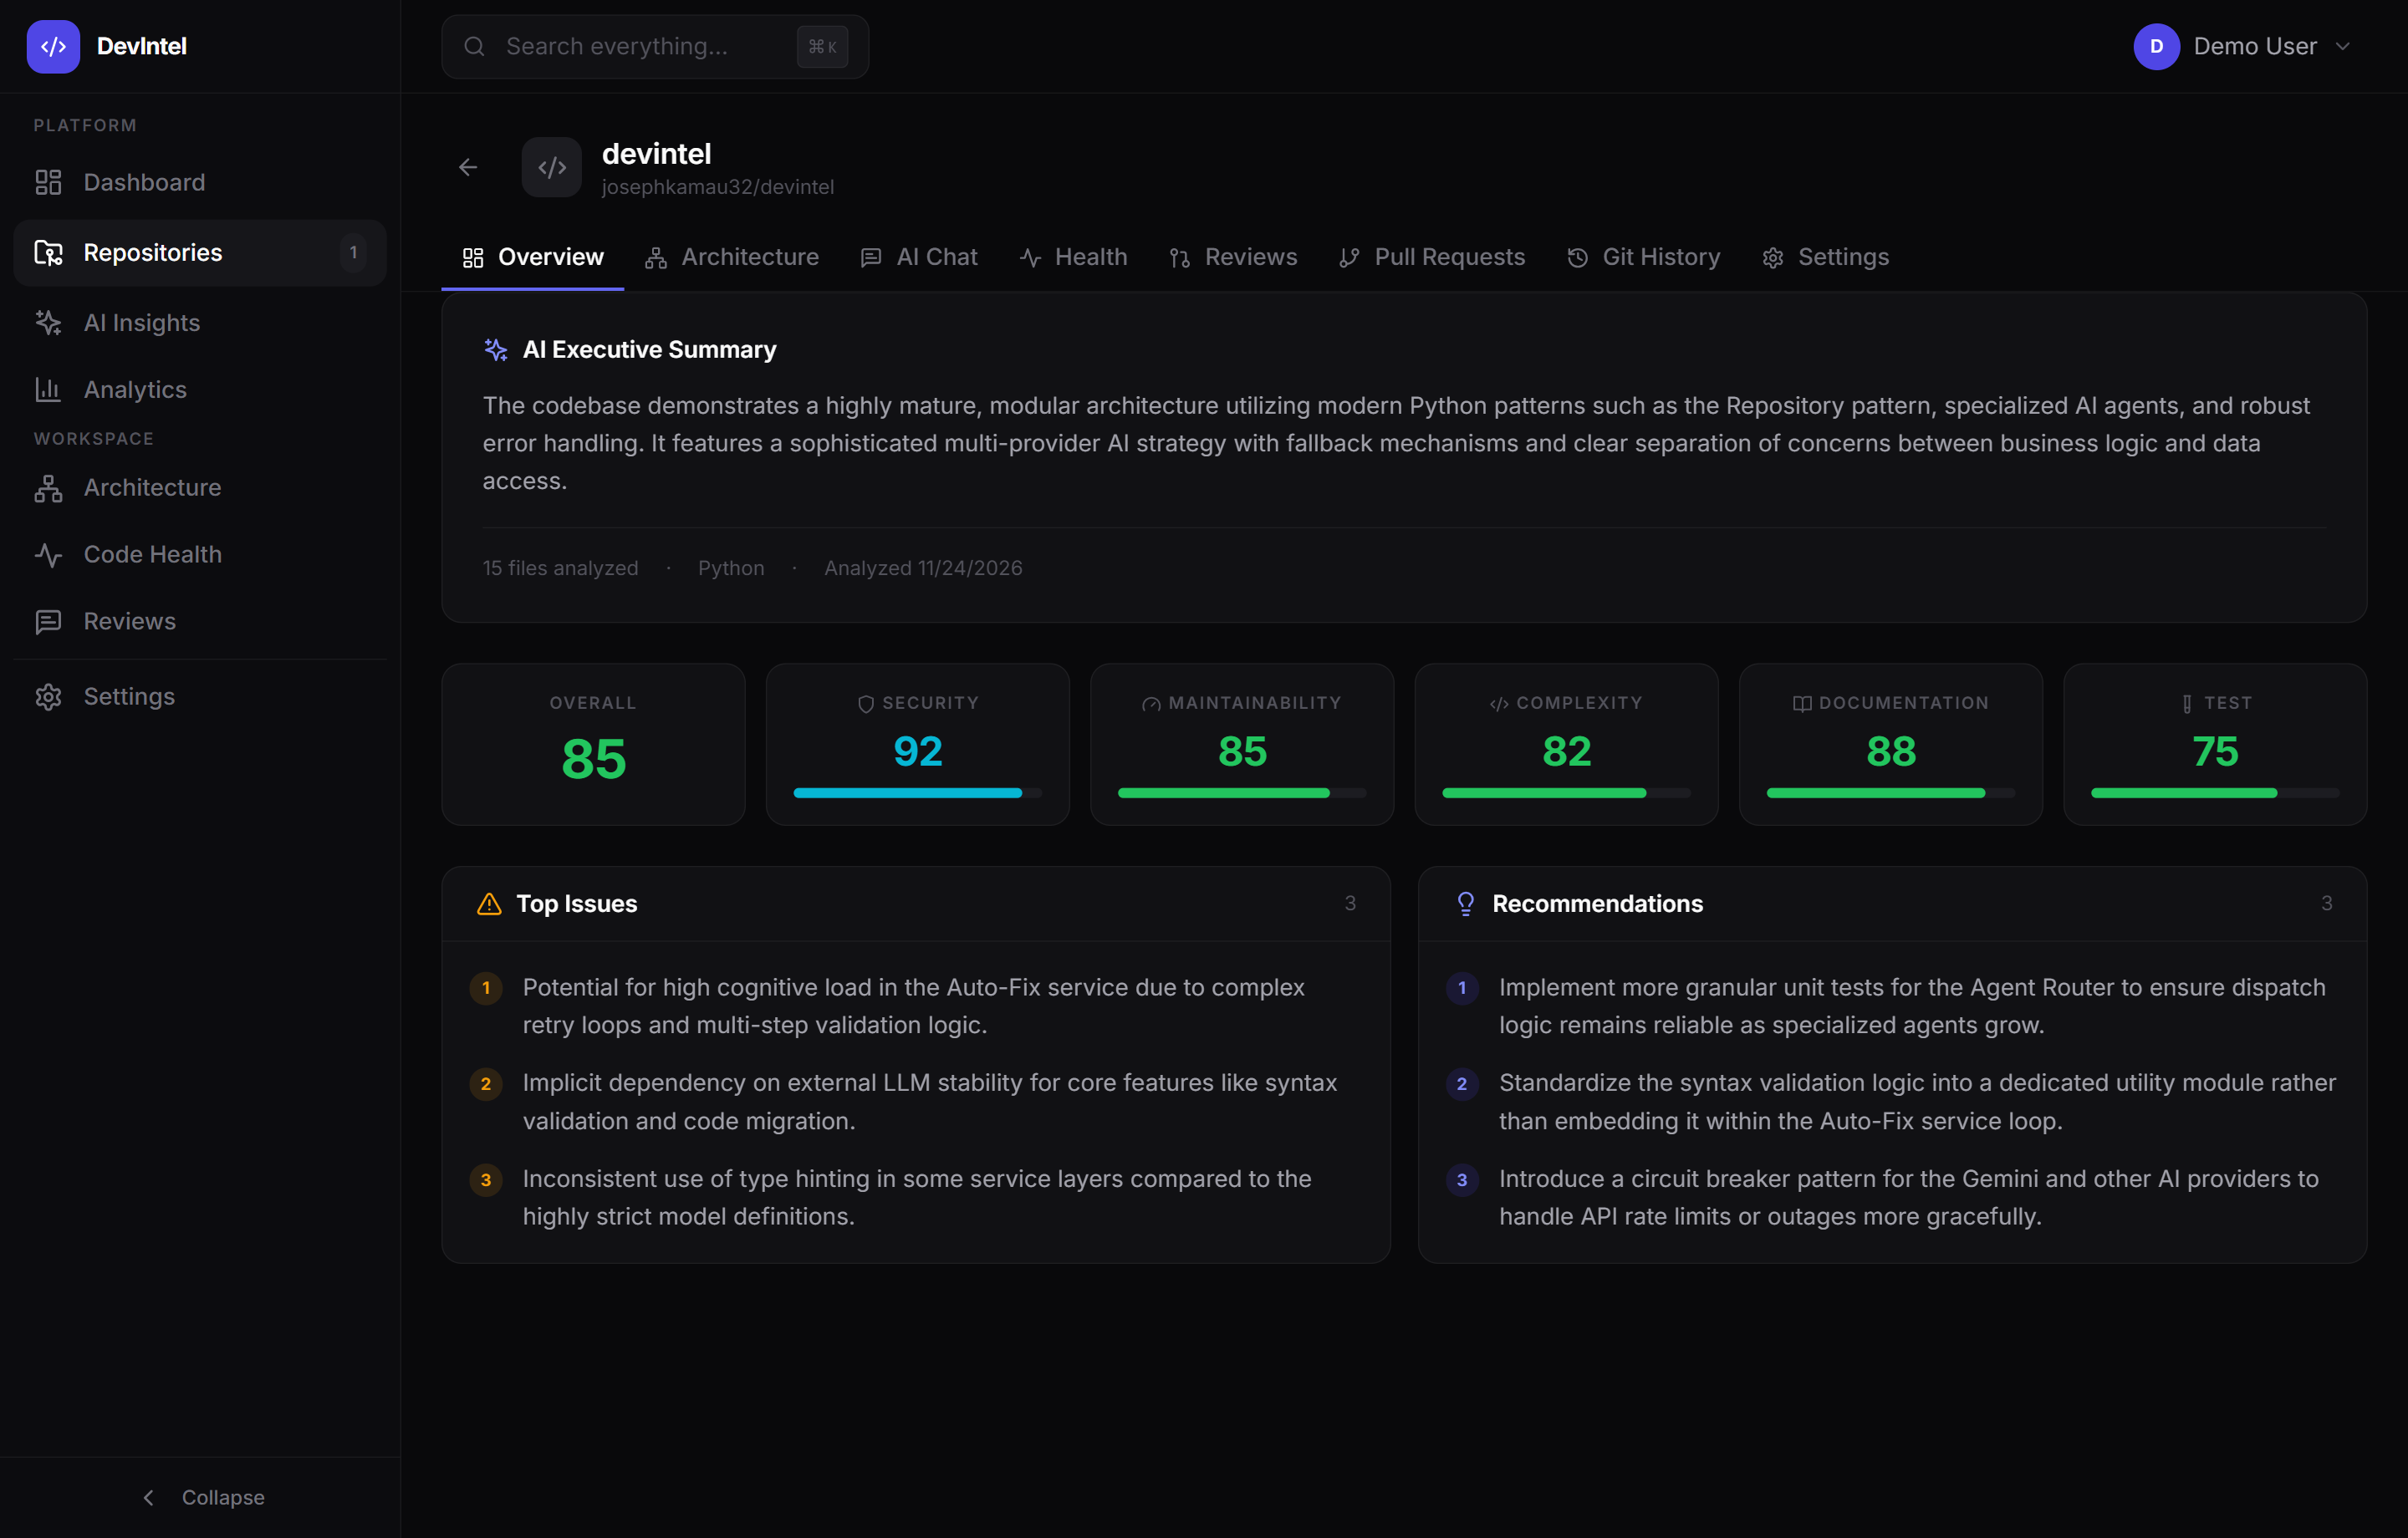 DevIntel
Search everything...
⌘ K
D
Demo User
PLATFORM
Dashboard
Repositories
1
AI Insights
Analytics
WORKSPACE
Architecture
Code Health
Reviews
Settings
Collapse
devintel
josephkamau32/devintel
Overview
Architecture
AI Chat
Health
Reviews
Pull Requests
Git History
Settings
AI Executive Summary
The codebase demonstrates a highly mature, modular architecture utilizing modern Python patterns such as the Repository pattern, specialized AI agents, and robust
error handling. It features a sophisticated multi-provider AI strategy with fallback mechanisms and clear separation of concerns between business logic and data
access.
15 files analyzed · Python · Analyzed 11/24/2026
OVERALL
85
SECURITY
92
MAINTAINABILITY
85
COMPLEXITY
82
DOCUMENTATION
88
TEST
75
Top Issues
3
1
Potential for high cognitive load in the Auto-Fix service due to complex
retry loops and multi-step validation logic.
2
Implicit dependency on external LLM stability for core features like syntax
validation and code migration.
3
Inconsistent use of type hinting in some service layers compared to the
highly strict model definitions.
Recommendations
3
1
Implement more granular unit tests for the Agent Router to ensure dispatch
logic remains reliable as specialized agents grow.
2
Standardize the syntax validation logic into a dedicated utility module rather
than embedding it within the Auto-Fix service loop.
3
Introduce a circuit breaker pattern for the Gemini and other AI providers to
handle API rate limits or outages more gracefully.